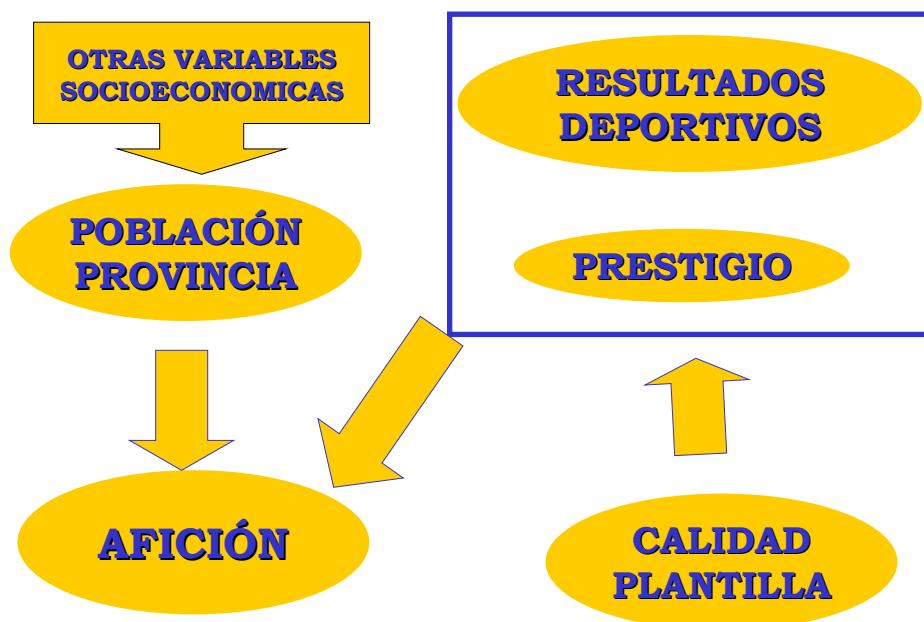 OTRAS VARIABLES
SOCIOECONOMICAS
RESULTADOS
DEPORTIVOS
POBLACIÓN
PROVINCIA
PRESTIGIO
AFICIÓN
CALIDAD
PLANTILLA